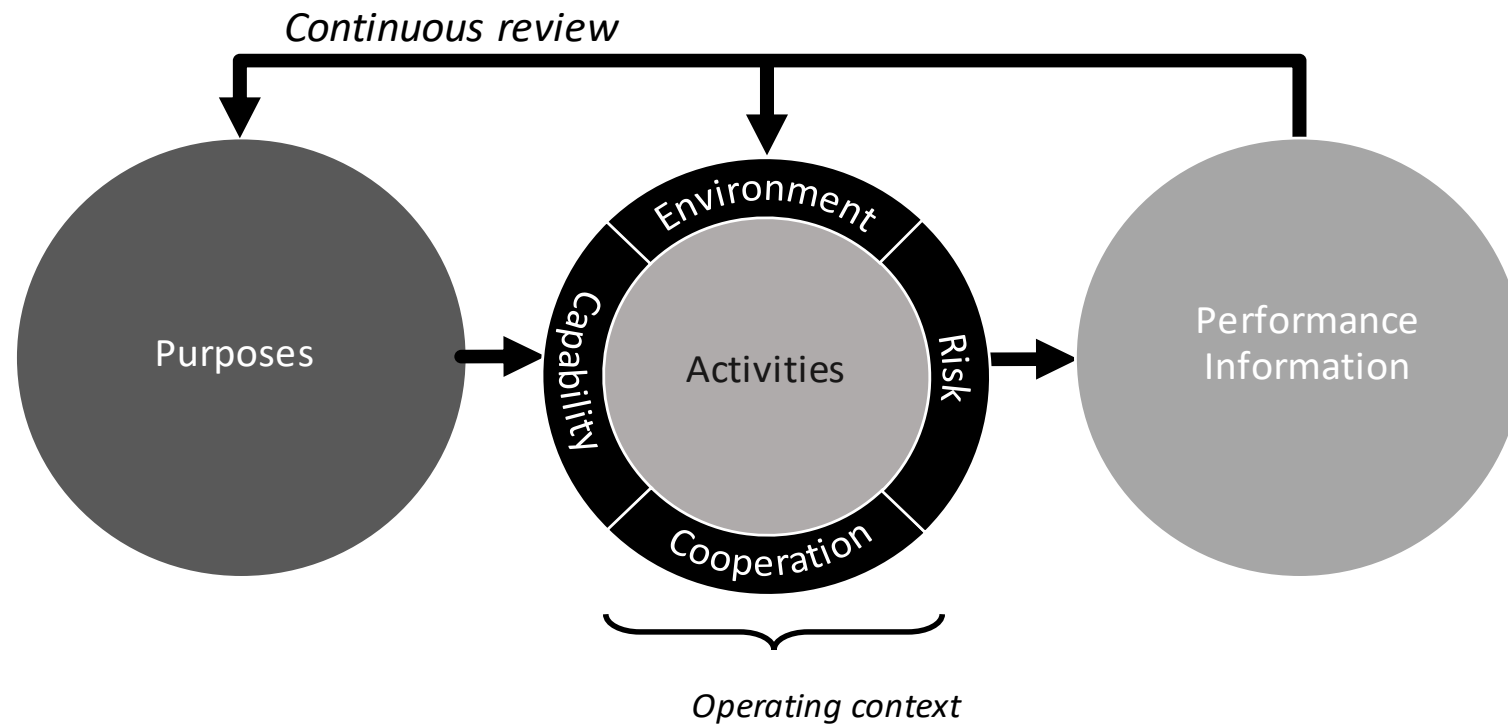 Continuous review
Purposes
Environment
Capability
Activities
Risk
Cooperation
Performance
Information
Operating context